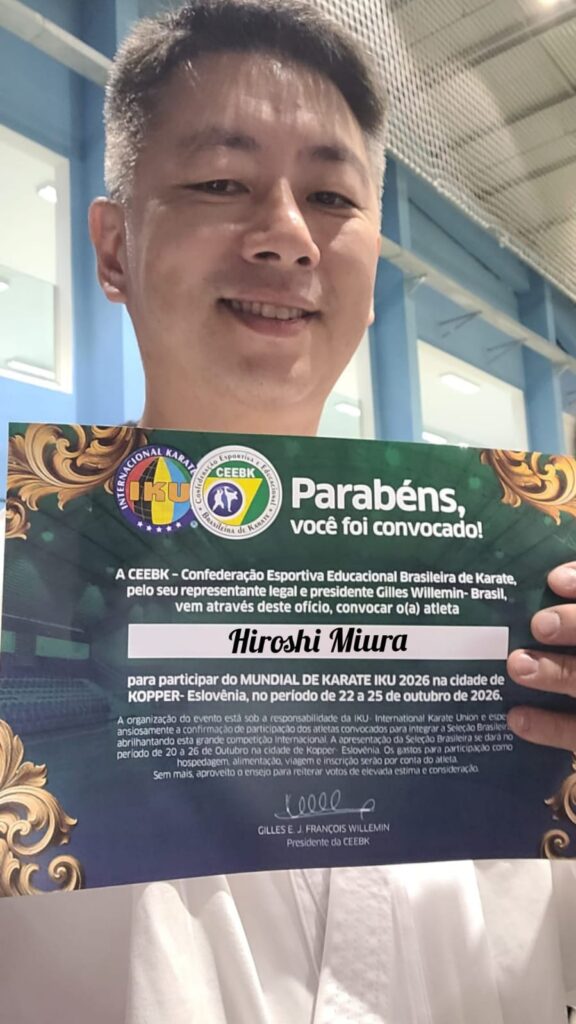 INTERNATIONAL KARATE
IKU
Confederação Esportiva e Educacional
CEEBK
Brasileira de Karate
Parabéns,
você foi convocado!
A CEEBK – Confederação Esportiva Educacional Brasileira de Karate,
pelo seu representante legal e presidente Gilles Willemin- Brasil,
vem através deste ofício, convocar o(a) atleta
Hiroshi Miura
para participar do MUNDIAL DE KARATE IKU 2026 na cidade de
KOPPER- Eslovênia, no período de 22 a 25 de outubro de 2026.
A organização do evento está sob a responsabilidade da IKU- International Karate Union e
ansiosamente a confirmação de participação dos atletas convocados para integrar a Seleção
abrilhantando esta grande competição Internacional. A apresentação da Seleção Brasileira se dará no
período de 20 a 26 de Outubro na cidade de Kopper- Eslovênia. Os gastos para participação como
hospedagem, alimentação, viagem e inscrição serão por conta do atleta.
Sem mais, aproveito o ensejo para reiterar votos de elevada estima e consideração.
GILLES E. J. FRANÇOIS WILLEMIN
Presidente da CEEBK